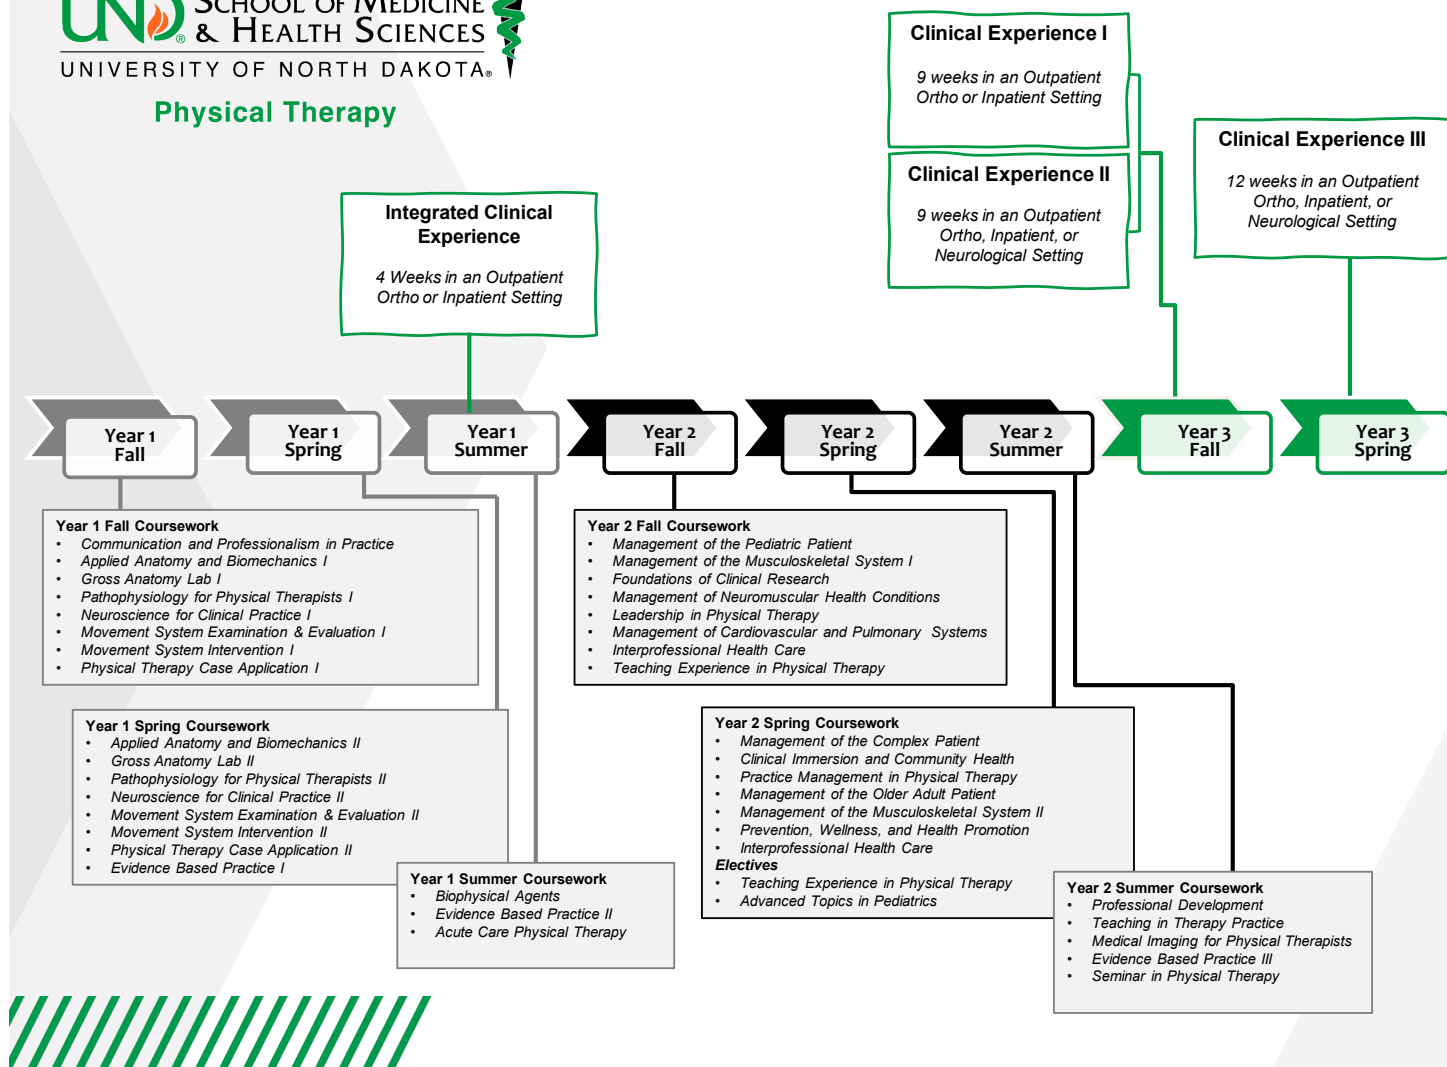 UND SCHOOL OF MEDICINE
& HEALTH SCIENCES
UNIVERSITY OF NORTH DAKOTA®
Physical Therapy
Clinical Experience I
9 weeks in an Outpatient
Ortho or Inpatient Setting
Clinical Experience II
9 weeks in an Outpatient
Ortho, Inpatient, or
Neurological Setting
Clinical Experience III
12 weeks in an Outpatient
Ortho, Inpatient, or
Neurological Setting
Integrated Clinical
Experience
4 Weeks in an Outpatient
Ortho or Inpatient Setting
Year 1
Fall
Year 1
Spring
Year 1
Summer
Year 2
Fall
Year 2
Spring
Year 2
Summer
Year 3
Fall
Year 3
Spring
Year 1 Fall Coursework
• Communication and Professionalism in Practice
• Applied Anatomy and Biomechanics I
• Gross Anatomy Lab I
• Pathophysiology for Physical Therapists I
• Neuroscience for Clinical Practice I
• Movement System Examination & Evaluation I
• Movement System Intervention I
• Physical Therapy Case Application I
Year 1 Spring Coursework
• Applied Anatomy and Biomechanics II
• Gross Anatomy Lab II
• Pathophysiology for Physical Therapists II
• Neuroscience for Clinical Practice II
• Movement System Examination & Evaluation II
• Movement System Intervention II
• Physical Therapy Case Application II
• Evidence Based Practice I
Year 1 Summer Coursework
• Biophysical Agents
• Evidence Based Practice II
• Acute Care Physical Therapy
Year 2 Fall Coursework
• Management of the Pediatric Patient
• Management of the Musculoskeletal System I
• Foundations of Clinical Research
• Management of Neuromuscular Health Conditions
• Leadership in Physical Therapy
• Management of Cardiovascular and Pulmonary Systems
• Interprofessional Health Care
• Teaching Experience in Physical Therapy
Year 2 Spring Coursework
• Management of the Complex Patient
• Clinical Immersion and Community Health
• Practice Management in Physical Therapy
• Management of the Older Adult Patient
• Management of the Musculoskeletal System II
• Prevention, Wellness, and Health Promotion
• Interprofessional Health Care
Electives
• Teaching Experience in Physical Therapy
• Advanced Topics in Pediatrics
Year 2 Summer Coursework
• Professional Development
• Teaching in Therapy Practice
• Medical Imaging for Physical Therapists
• Evidence Based Practice III
• Seminar in Physical Therapy